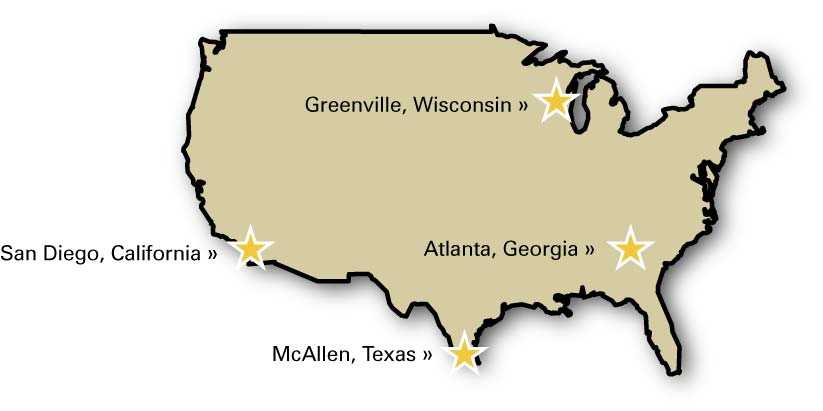 Greenville, Wisconsin »
San Diego, California »
Atlanta, Georgia »
McAllen, Texas »